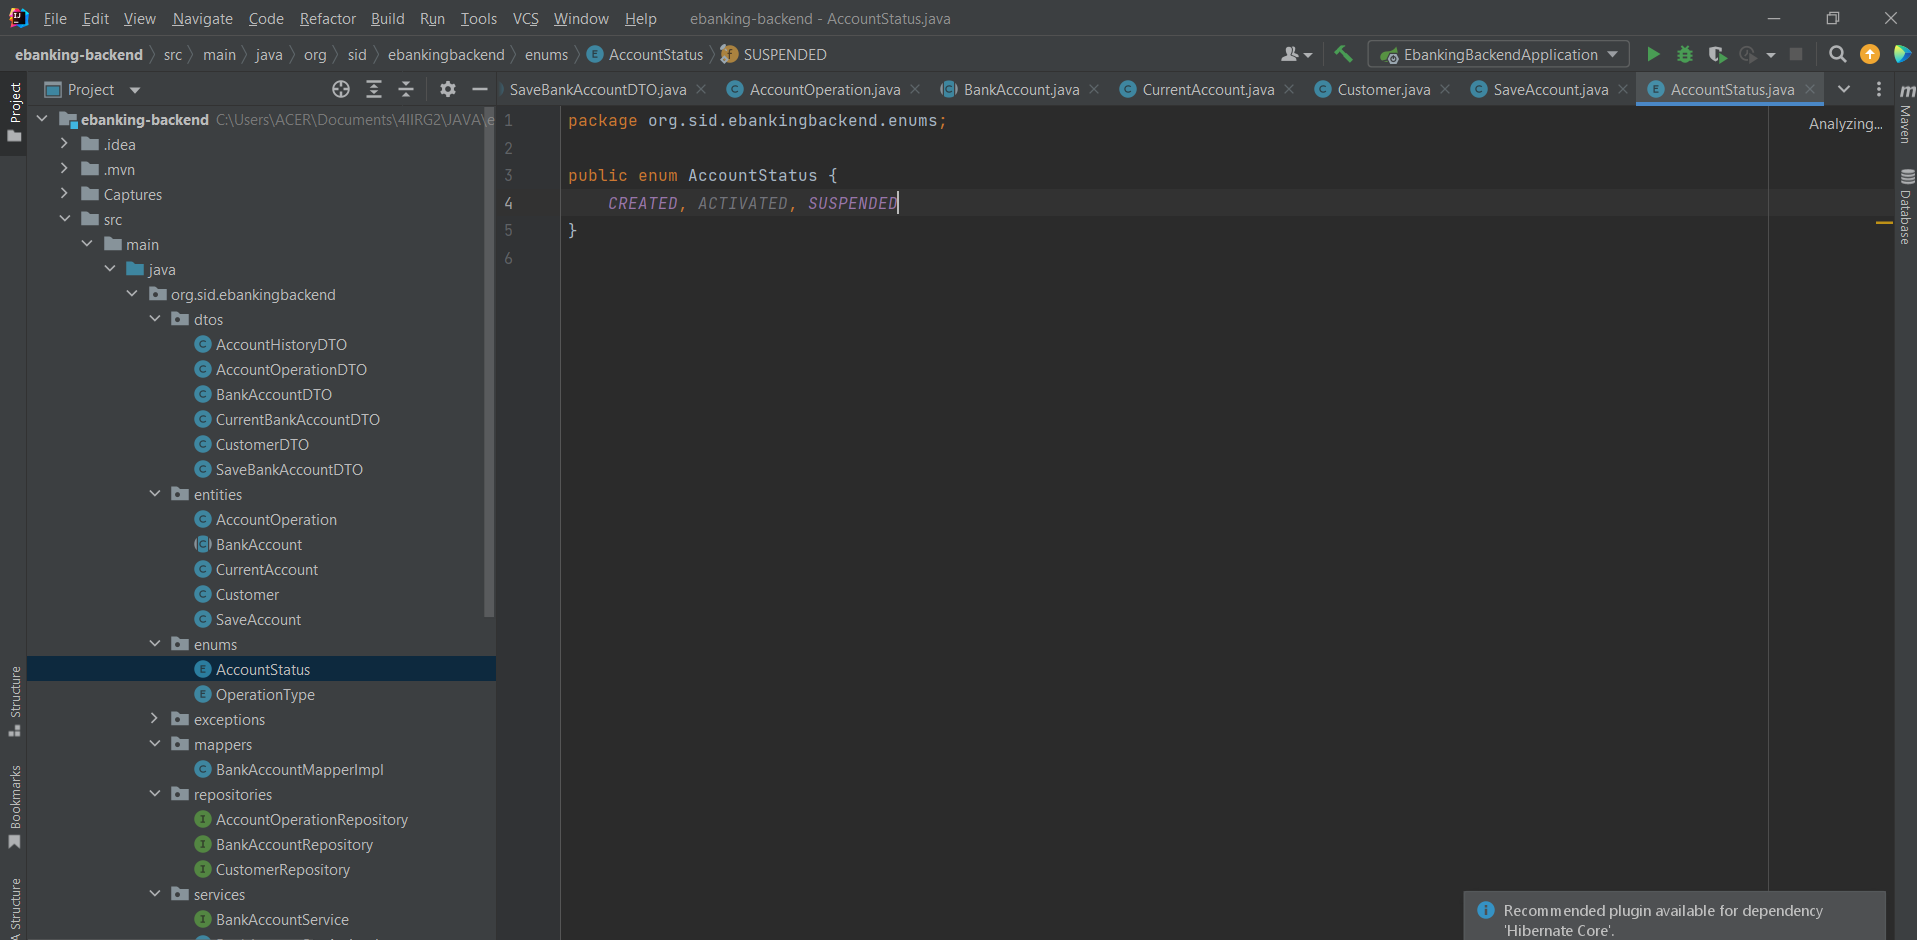 File Edit View Navigate Code Refactor Build Run Tools VCS Window Help ebanking-backend - AccountStatus.java
ebanking-backend src main java org sid ebankingbackend enums AccountStatus SUSPENDED EbankingBackendApplication
Project
Project
SaveBankAccountDTO.java AccountOperation.java BankAccount.java CurrentAccount.java Customer.java SaveAccount.java AccountStatus.java
ebanking-backend C:\Users\ACER\Documents\4IIRG2\JAVA\e
.idea
.mvn
Captures
src
main
java
org.sid.ebankingbackend
dtos
AccountHistoryDTO
AccountOperationDTO
BankAccountDTO
CurrentBankAccountDTO
CustomerDTO
SaveBankAccountDTO
entities
AccountOperation
BankAccount
CurrentAccount
Customer
SaveAccount
enums
AccountStatus
OperationType
exceptions
mappers
BankAccountMapperImpl
repositories
AccountOperationRepository
BankAccountRepository
CustomerRepository
services
BankAccountService
Structure
Bookmarks
A Structure
1 package org.sid.ebankingbackend.enums;
2
3 public enum AccountStatus {
4 CREATED, ACTIVATED, SUSPENDED
5 }
6
Analyzing...
m
Maven
Database
Recommended plugin available for dependency
'Hibernate Core'.